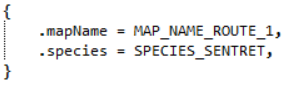 {
    .mapName = MAP_NAME_ROUTE_1,
    .species = SPECIES_SENTRET,
}